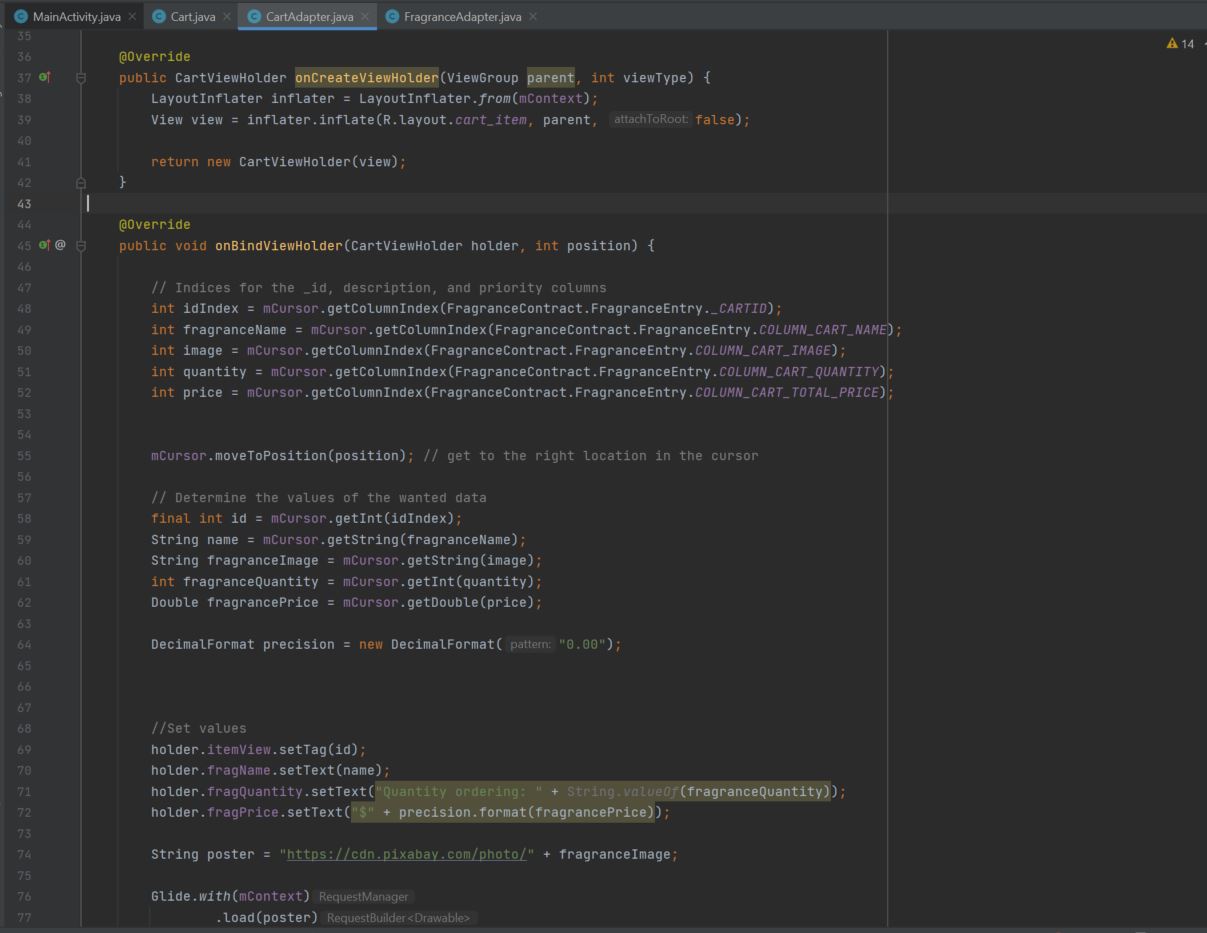 MainActivity.java Cart.java CartAdapter.java FragranceAdapter.java
14
35
36 @Override
37 public CartViewHolder onCreateViewHolder(ViewGroup parent, int viewType) {
38 LayoutInflater inflater = LayoutInflater.from(mContext);
39 View view = inflater.inflate(R.layout.cart_item, parent, attachToRoot: false);
40
41 return new CartViewHolder(view);
42 }
43
44 @Override
45 @ public void onBindViewHolder(CartViewHolder holder, int position) {
46
47 // Indices for the _id, description, and priority columns
48 int idIndex = mCursor.getColumnIndex(FragranceContract.FragranceEntry._CARTID);
49 int fragranceName = mCursor.getColumnIndex(FragranceContract.FragranceEntry.COLUMN_CART_NAME);
50 int image = mCursor.getColumnIndex(FragranceContract.FragranceEntry.COLUMN_CART_IMAGE);
51 int quantity = mCursor.getColumnIndex(FragranceContract.FragranceEntry.COLUMN_CART_QUANTITY);
52 int price = mCursor.getColumnIndex(FragranceContract.FragranceEntry.COLUMN_CART_TOTAL_PRICE);
53
54
55 mCursor.moveToPosition(position); // get to the right location in the cursor
56
57 // Determine the values of the wanted data
58 final int id = mCursor.getInt(idIndex);
59 String name = mCursor.getString(fragranceName);
60 String fragranceImage = mCursor.getString(image);
61 int fragranceQuantity = mCursor.getInt(quantity);
62 Double fragrancePrice = mCursor.getDouble(price);
63
64 DecimalFormat precision = new DecimalFormat( pattern: "0.00");
65
66
67
68 //Set values
69 holder.itemView.setTag(id);
70 holder.fragName.setText(name);
71 holder.fragQuantity.setText("Quantity ordering: " + String.valueOf(fragranceQuantity));
72 holder.fragPrice.setText("$" + precision.format(fragrancePrice));
73
74 String poster = "https://cdn.pixabay.com/photo/" + fragranceImage;
75
76 Glide.with(mContext) RequestManager
77 .load(poster) RequestBuilder<Drawable>